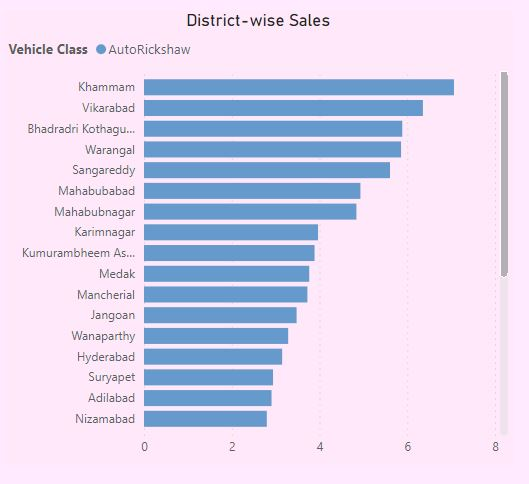 District-wise Sales
Vehicle Class AutoRickshaw
Khammam
Vikarabad
Bhadradri Kothagu...
Warangal
Sangareddy
Mahabubabad
Mahabubnagar
Karimnagar
Kumurambheem As...
Medak
Mancherial
Jangoan
Wanaparthy
Hyderabad
Suryapet
Adilabad
Nizamabad
0 2 4 6 8